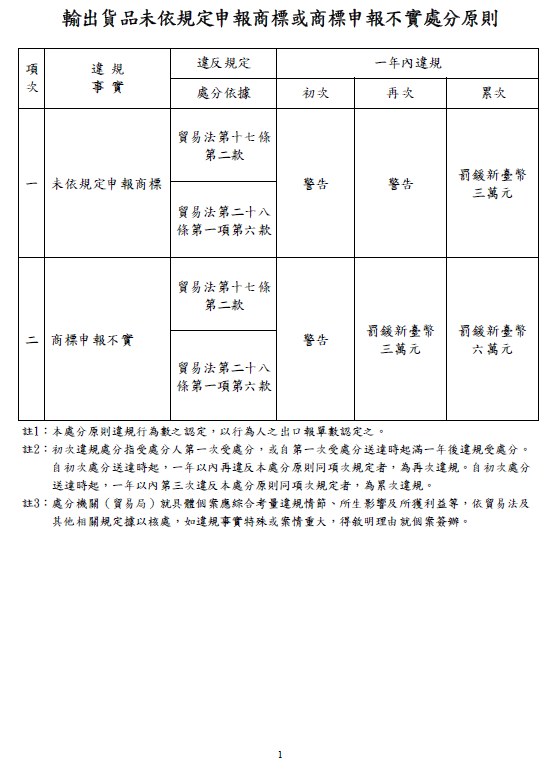 輸出貨品未依規定申報商標或商標申報不實處分原則
項次
違規
事實
違反規定
一年內違規
處分依據
初次
再次
累次
一
未依規定申報商標
貿易法第十七條
第二款
貿易法第二十八
條第一項第六款
警告
警告
罰鍰新臺幣
三萬元
二
商標申報不實
貿易法第十七條
第二款
貿易法第二十八
條第一項第六款
警告
罰鍰新臺幣
三萬元
罰鍰新臺幣
六萬元
註1：本處分原則違規行為數之認定，以行為人之出口報單數認定之。
註2：初次違規處分指受處分人第一次受處分，或自第一次受處分送達時起滿一年後違規受處分。
自初次處分送達時起，一年以內再違反本處分原則同項次規定者，為再次違規。自初次處分
送達時起，一年以內第三次違反本處分原則同項次規定者，為累次違規。
註3：處分機關（貿易局）就具體個案應綜合考量違規情節、所生影響及所獲利益等，依貿易法及
其他相關規定據以核處，如違規事實特殊或案情重大，得敘明理由就個案簽辦。
1